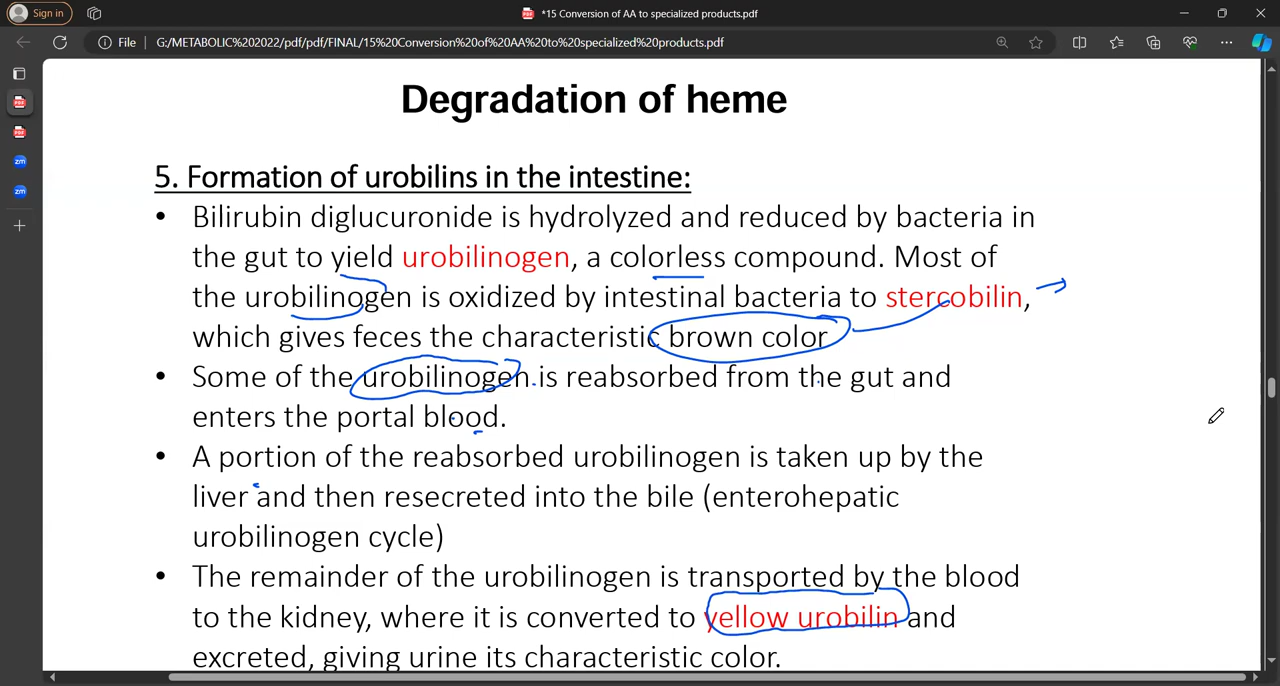 Sign in
*15 Conversion of AA to specialized products.pdf
File
G:/METABOLIC%202022/pdf/pdf/FINAL/15%20Conversion%20of%20AA%20to%20specialized%20products.pdf
Degradation of heme
5. Formation of urobilins in the intestine:
• Bilirubin diglucuronide is hydrolyzed and reduced by bacteria in
the gut to yield urobilinogen, a colorless compound. Most of
the urobilinogen is oxidized by intestinal bacteria to stercobilin,
which gives feces the characteristic brown color
• Some of the urobilinogen is reabsorbed from the gut and
enters the portal blood.
• A portion of the reabsorbed urobilinogen is taken up by the
liver and then resecreted into the bile (enterohepatic
urobilinogen cycle)
• The remainder of the urobilinogen is transported by the blood
to the kidney, where it is converted to yellow urobilin and
excreted, giving urine its characteristic color.
PDF
PDF
zm
zm